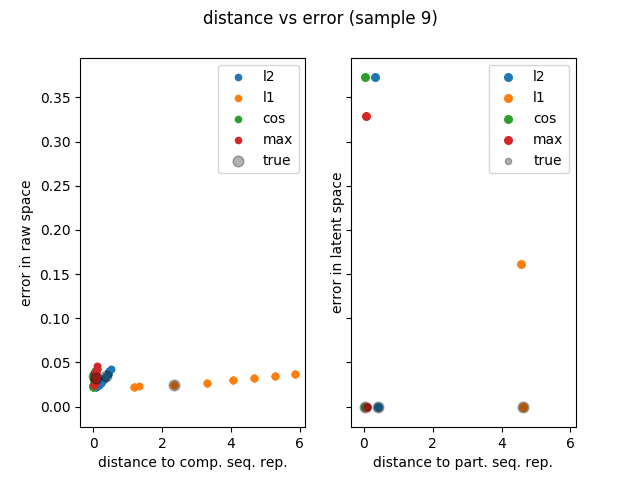 distance vs error (sample 9)
error in raw space
0.35
0.30
0.25
0.20
0.15
0.10
0.05
0.00
l2
l1
cos
max
true
0
2
4
6
distance to comp. seq. rep.
error in latent space
l2
l1
cos
max
true
0
2
4
6
distance to part. seq. rep.